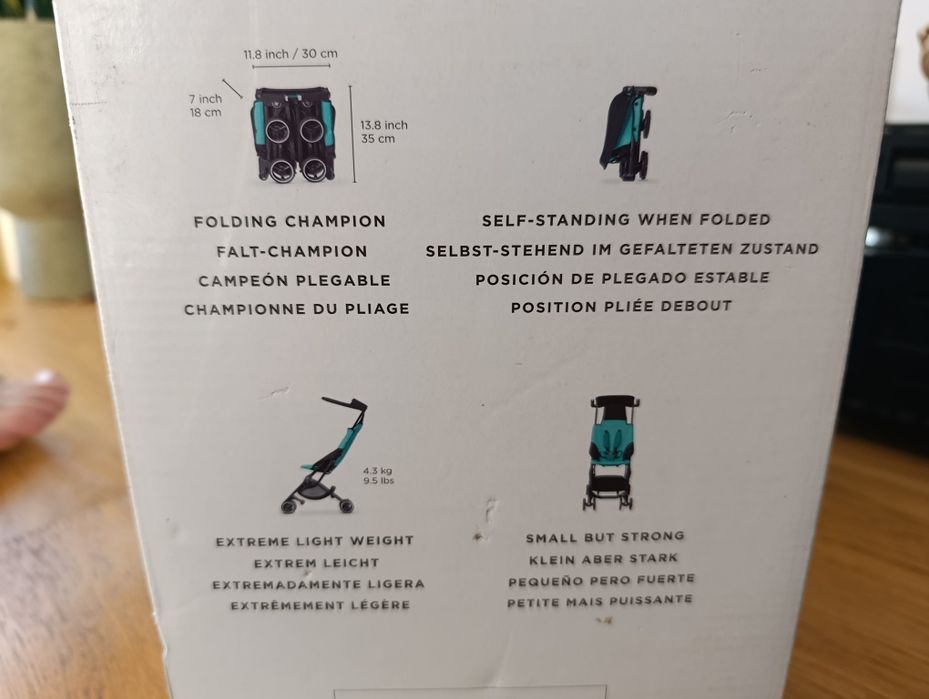 11.8 inch / 30 cm
7 inch
18 cm
13.8 inch
35 cm
FOLDING CHAMPION
FALT-CHAMPION
CAMPEÓN PLEGABLE
CHAMPIONNE DU PLIAGE
SELF-STANDING WHEN FOLDED
SELBST-STEHEND IM GEFALTETEN ZUSTAND
POSICIÓN DE PLEGADO ESTABLE
POSITION PLIÉE DEBOUT
4.3 kg
9.5 lbs
EXTREME LIGHT WEIGHT
EXTREM LEICHT
EXTREMADAMENTE LIGERA
EXTRÊMEMENT LÉGÈRE
SMALL BUT STRONG
KLEIN ABER STARK
PEQUEÑO PERO FUERTE
PETITE MAIS PUISSANTE